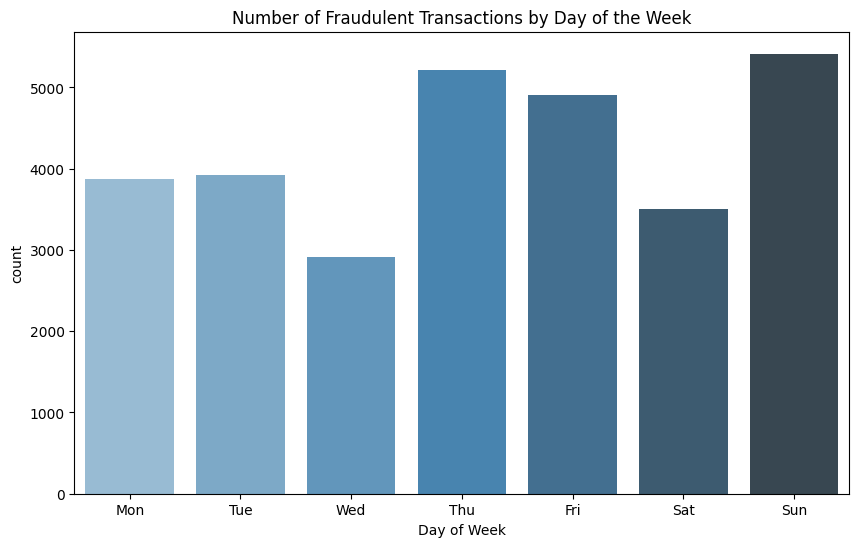 Number of Fraudulent Transactions by Day of the Week
5000
4000
3000
2000
1000
0
count
Mon Tue Wed Thu Fri Sat Sun
Day of Week